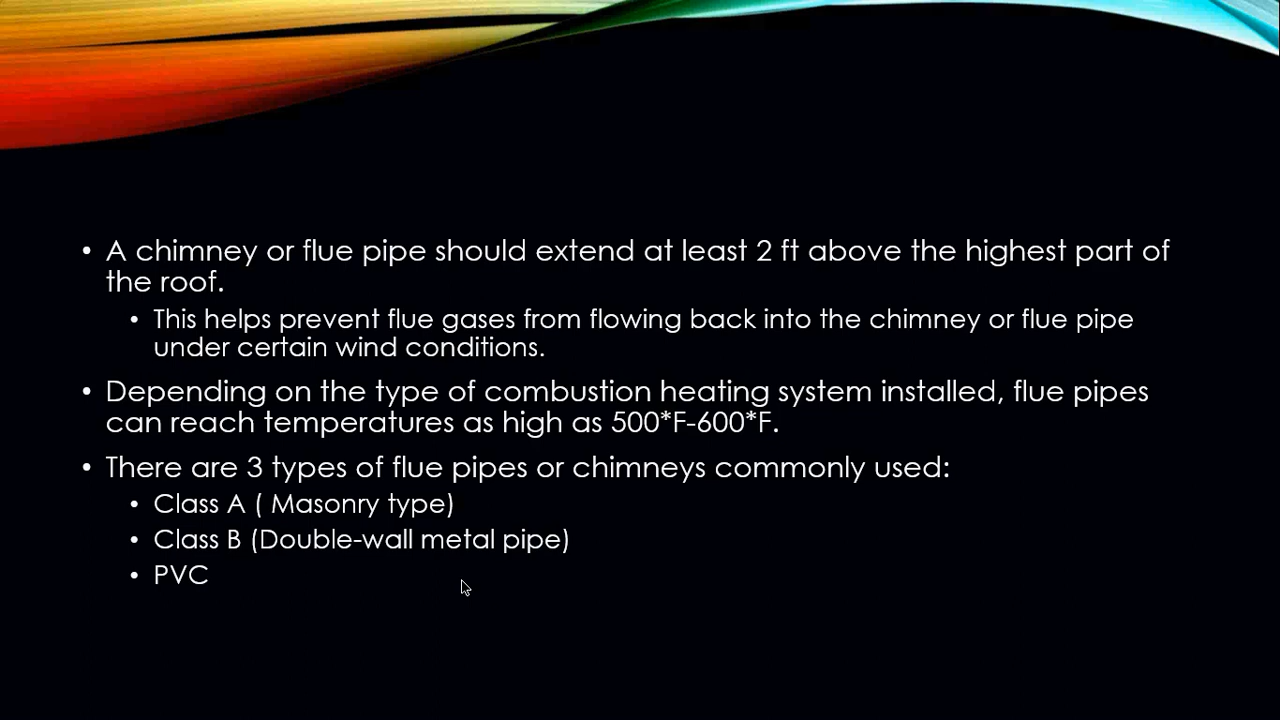 • A chimney or flue pipe should extend at least 2 ft above the highest part of
the roof.
• This helps prevent flue gases from flowing back into the chimney or flue pipe
under certain wind conditions.
• Depending on the type of combustion heating system installed, flue pipes
can reach temperatures as high as 500*F-600*F.
• There are 3 types of flue pipes or chimneys commonly used:
• Class A ( Masonry type)
• Class B (Double-wall metal pipe)
• PVC